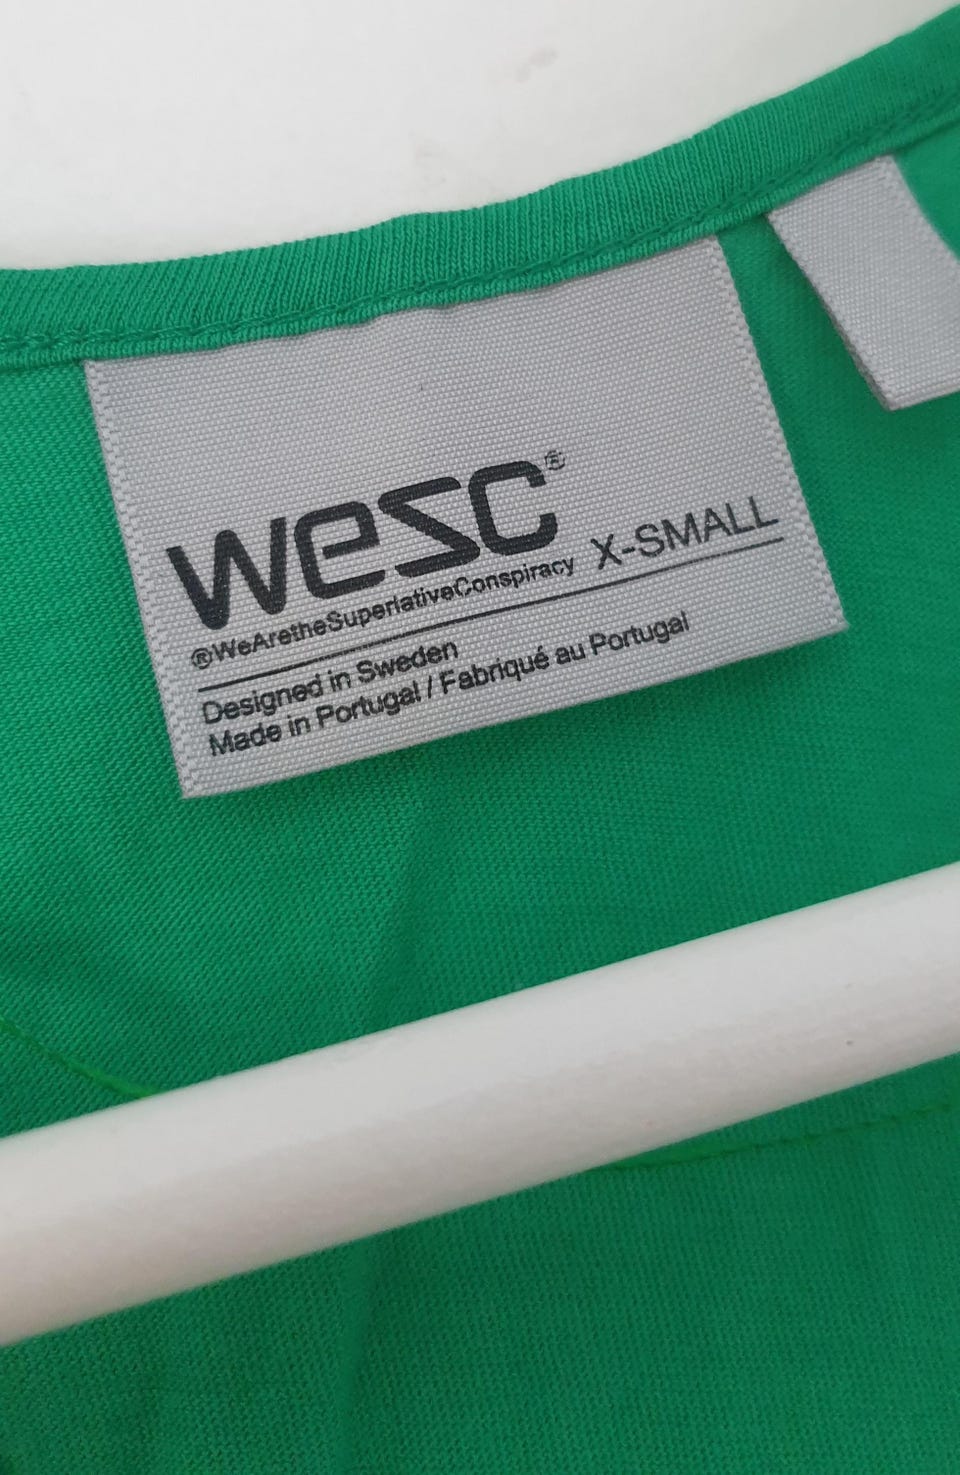 wesc® X-SMALL
®WeAretheSuperlativeConspiracy
Designed in Sweden
Made in Portugal / Fabriqué au Portugal